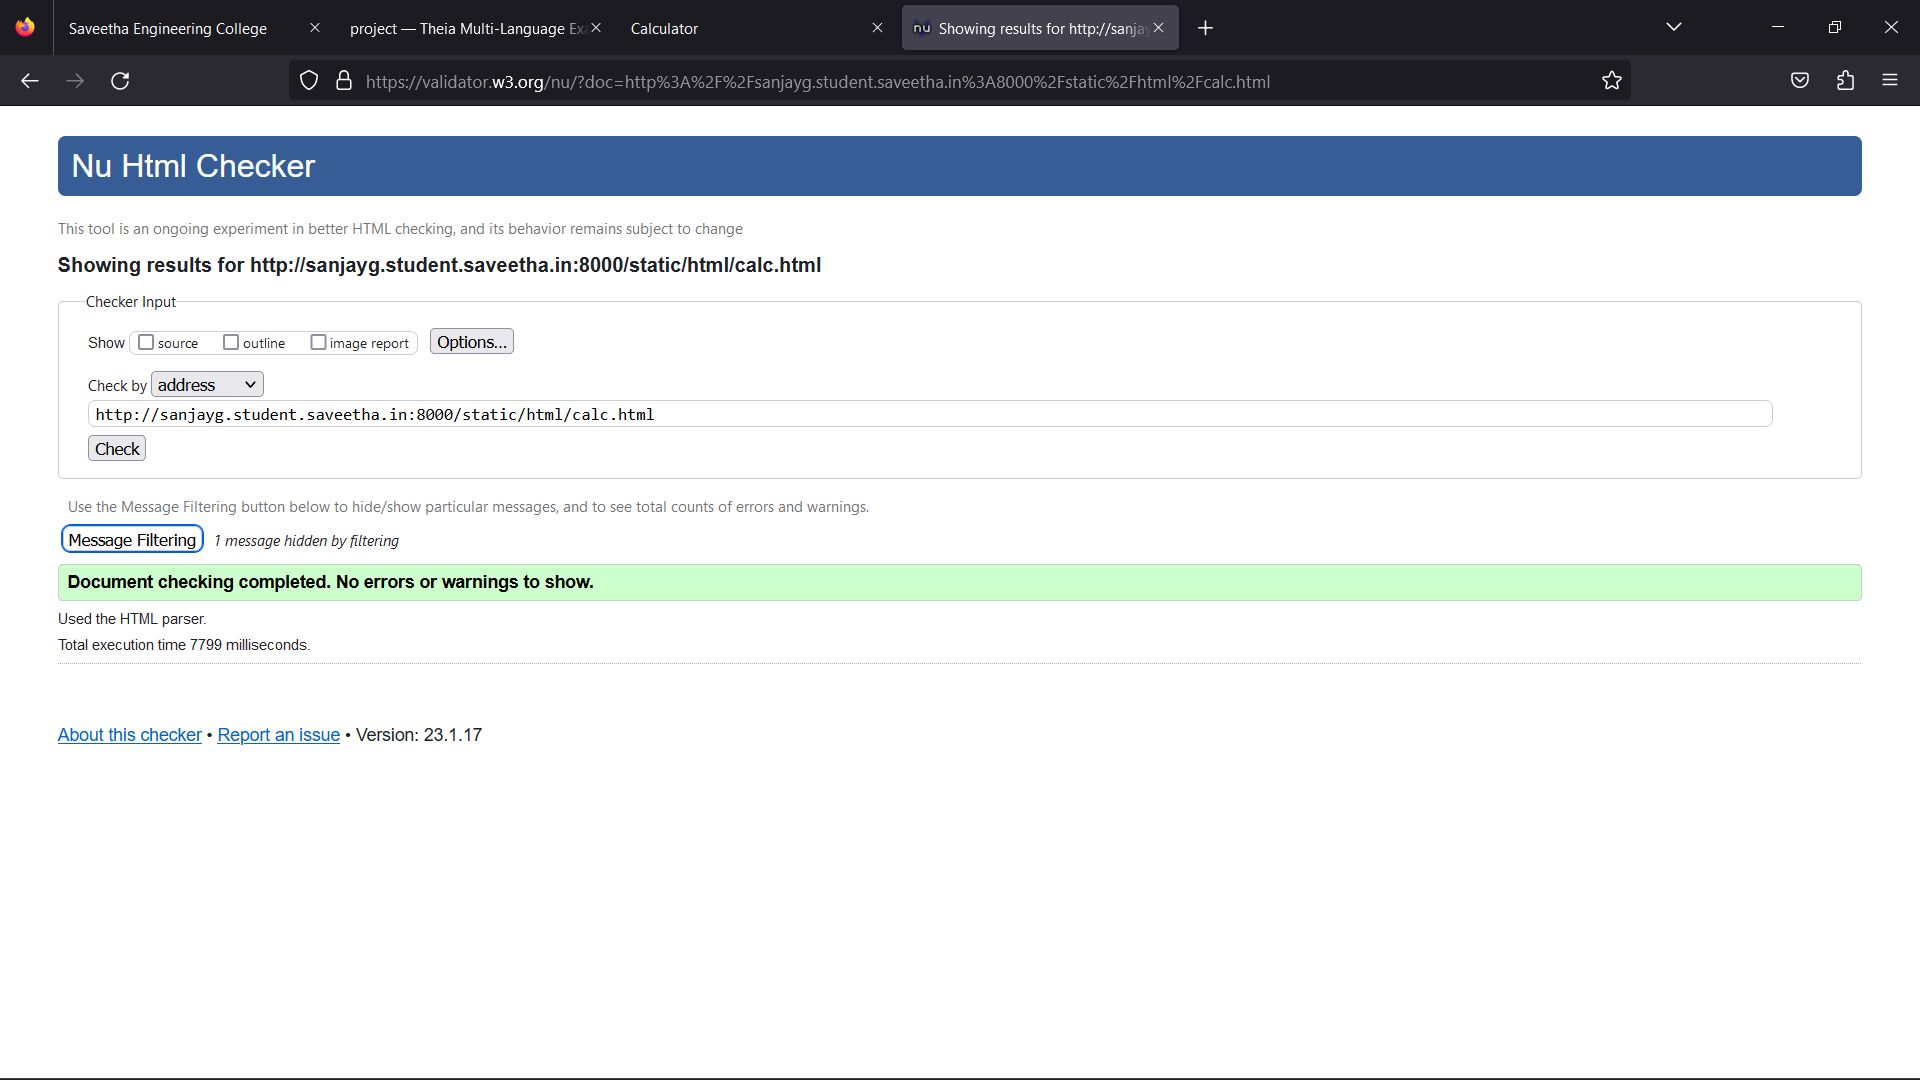 Saveetha Engineering College
project — Theia Multi-Language Ex
Calculator
nu Showing results for http://sanja
https://validator.w3.org/nu/?doc=http%3A%2F%2Fsanjayg.student.saveetha.in%3A8000%2Fstatic%2Fhtml%2Fcalc.html
Nu Html Checker
This tool is an ongoing experiment in better HTML checking, and its behavior remains subject to change
Showing results for http://sanjayg.student.saveetha.in:8000/static/html/calc.html
Checker Input
Show source outline image report Options...
Check by address
http://sanjayg.student.saveetha.in:8000/static/html/calc.html
Check
Use the Message Filtering button below to hide/show particular messages, and to see total counts of errors and warnings.
Message Filtering 1 message hidden by filtering
Document checking completed. No errors or warnings to show.
Used the HTML parser.
Total execution time 7799 milliseconds.
About this checker • Report an issue • Version: 23.1.17